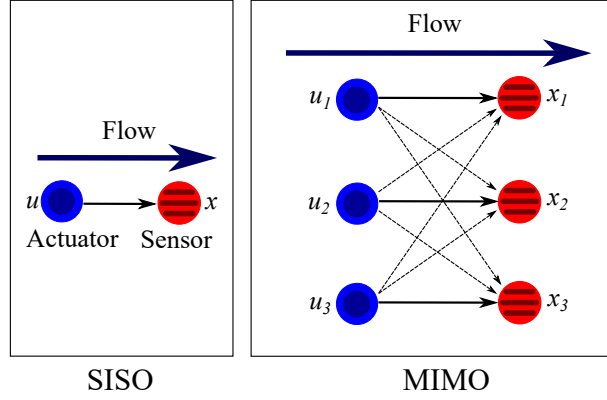 Flow
u x
Actuator Sensor
SISO
Flow
u1 x1
u2 x2
u3 x3
MIMO